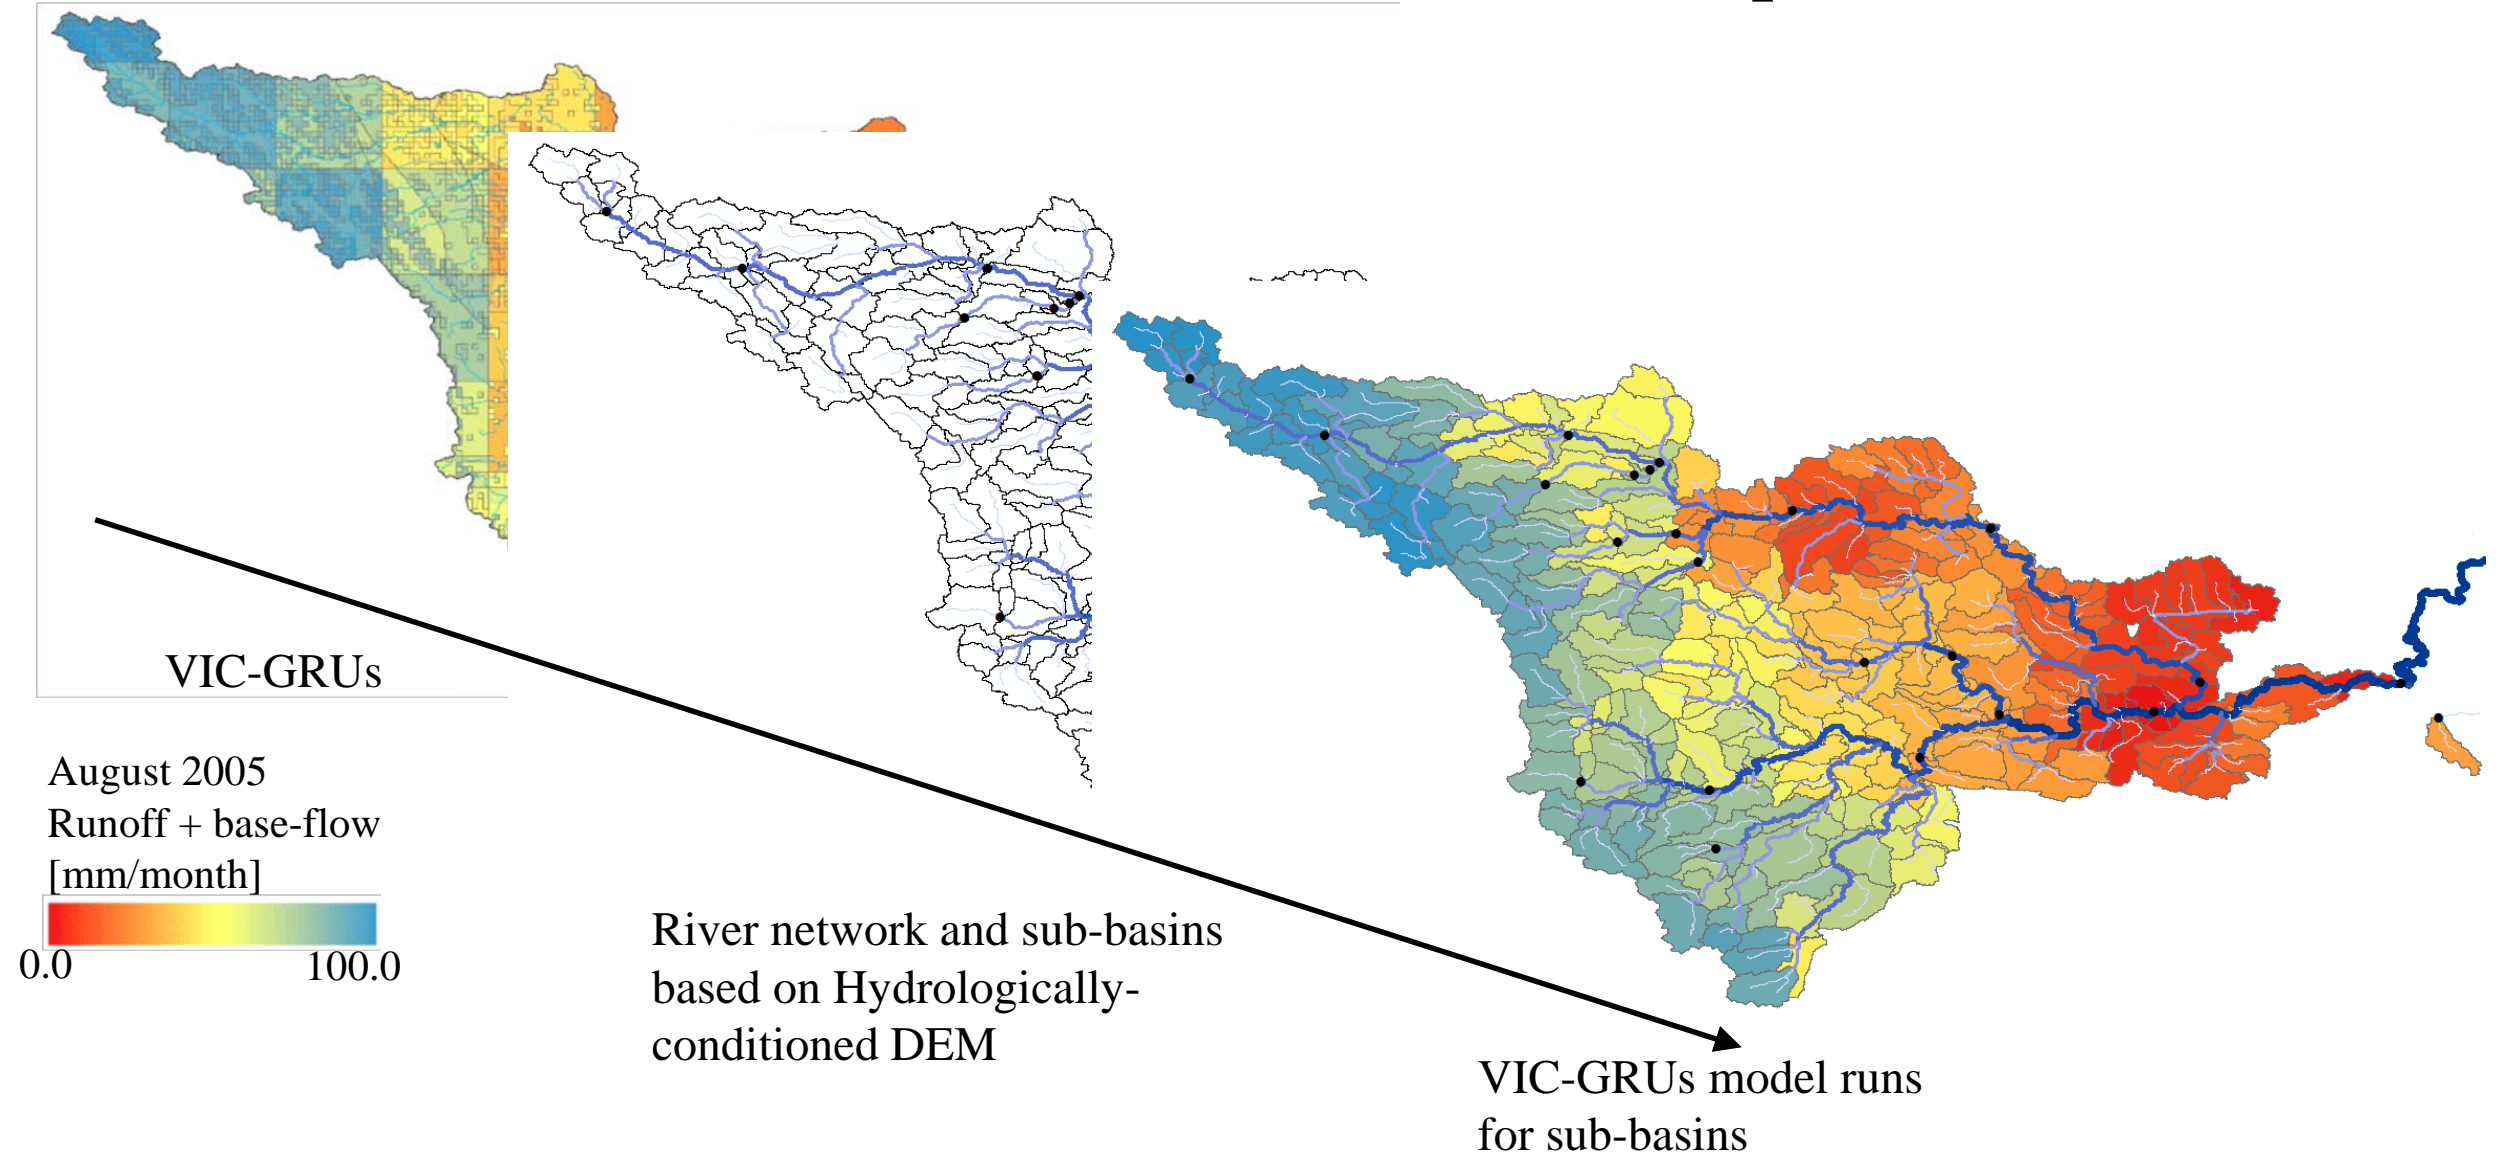 VIC-GRUs
August 2005
Runoff + base-flow
[mm/month]
0.0 100.0
River network and sub-basins
based on Hydrologically-
conditioned DEM
VIC-GRUs model runs
for sub-basins